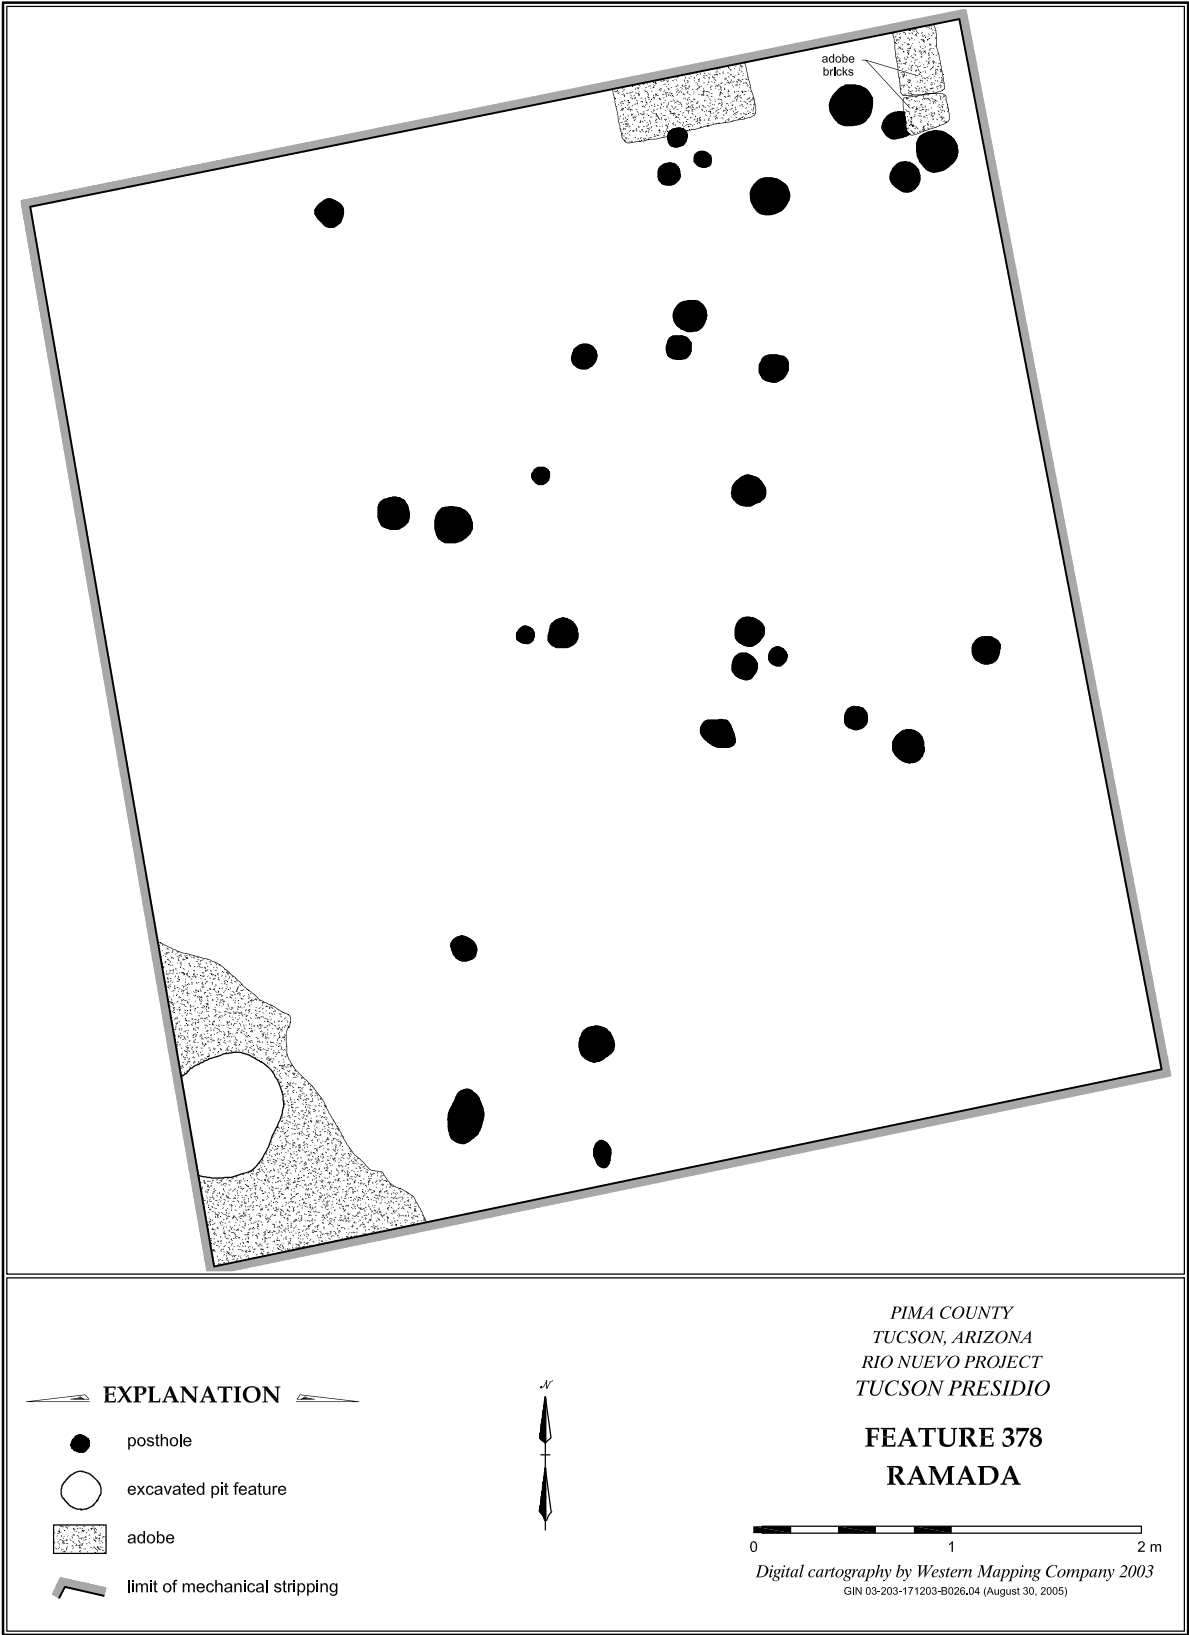 adobe
bricks
EXPLANATION
posthole
excavated pit feature
adobe
limit of mechanical stripping
N
PIMA COUNTY
TUCSON, ARIZONA
RIO NUEVO PROJECT
TUCSON PRESIDIO
FEATURE 378
RAMADA
0 1 2 m
Digital cartography by Western Mapping Company 2003
GIN 03-203-171203-B026.04 (August 30, 2005)